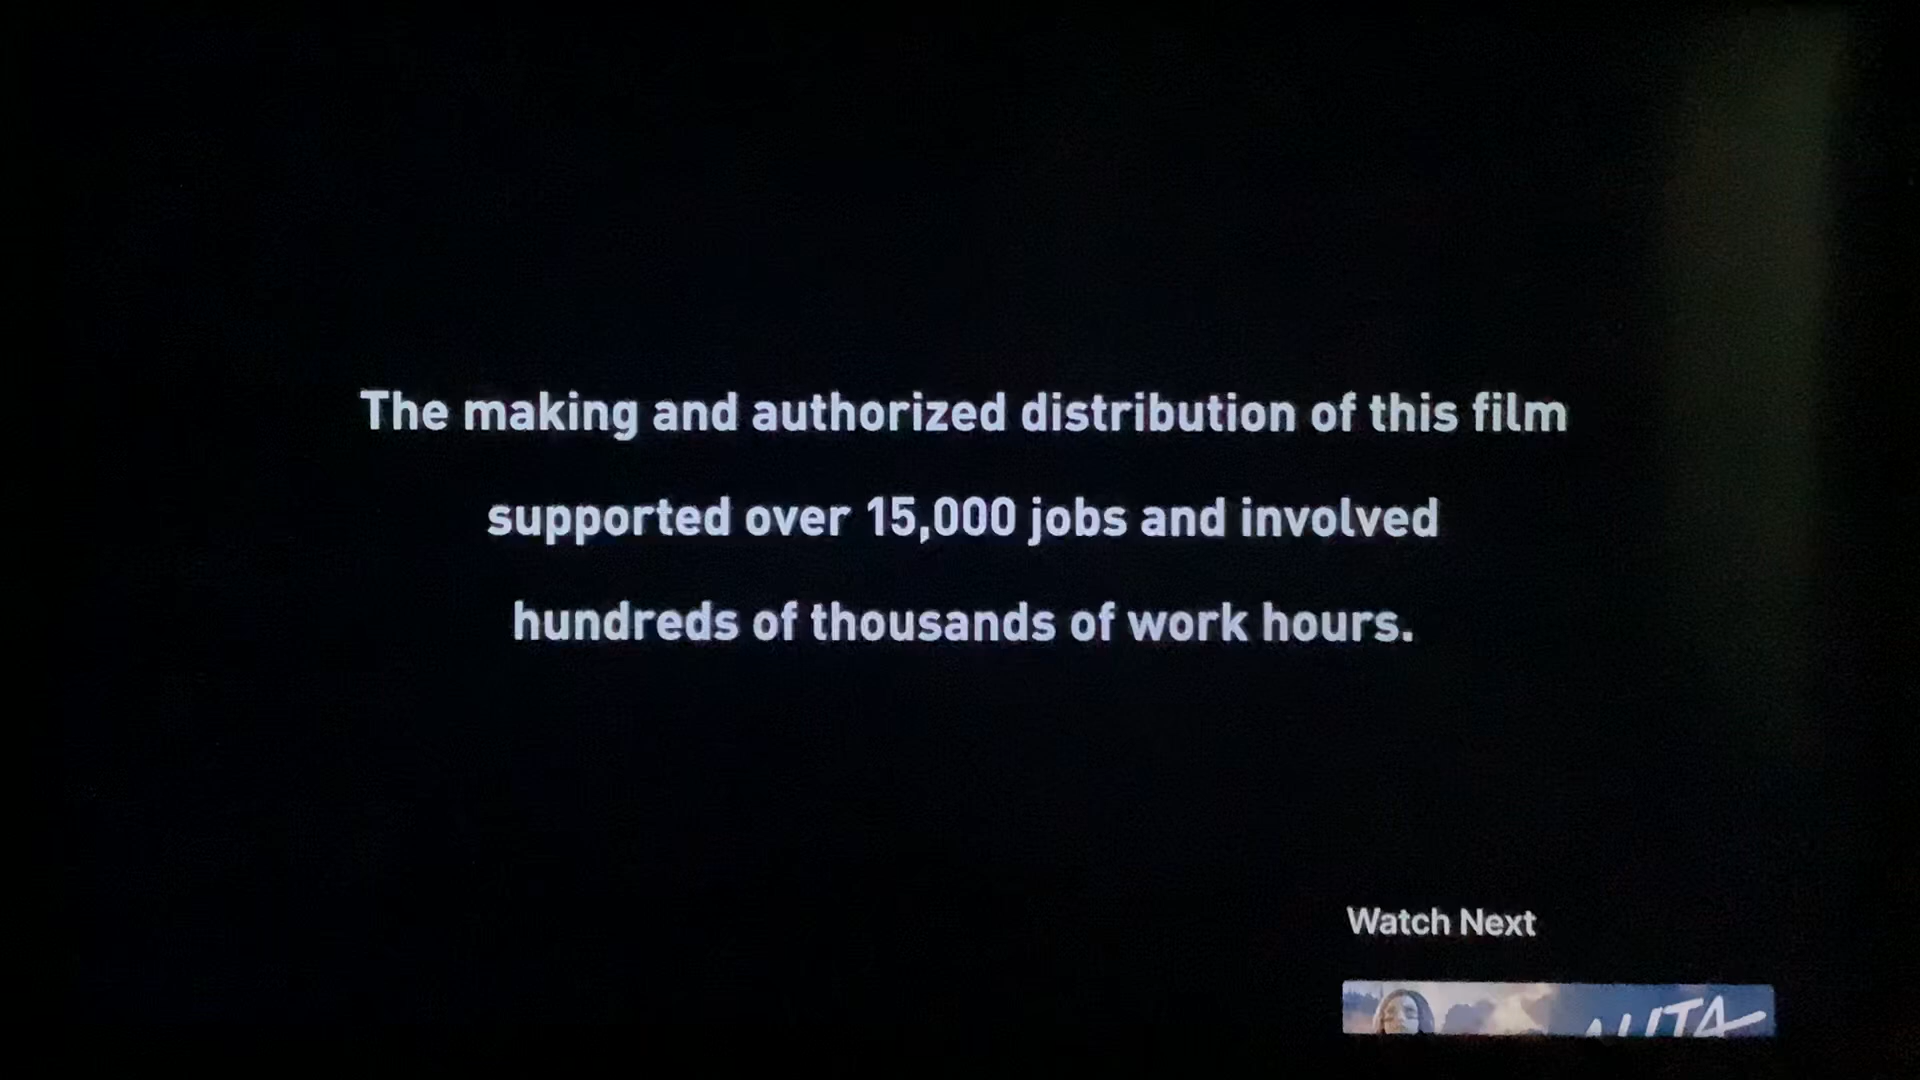 The making and authorized distribution of this film
supported over 15,000 jobs and involved
hundreds of thousands of work hours.
Watch Next